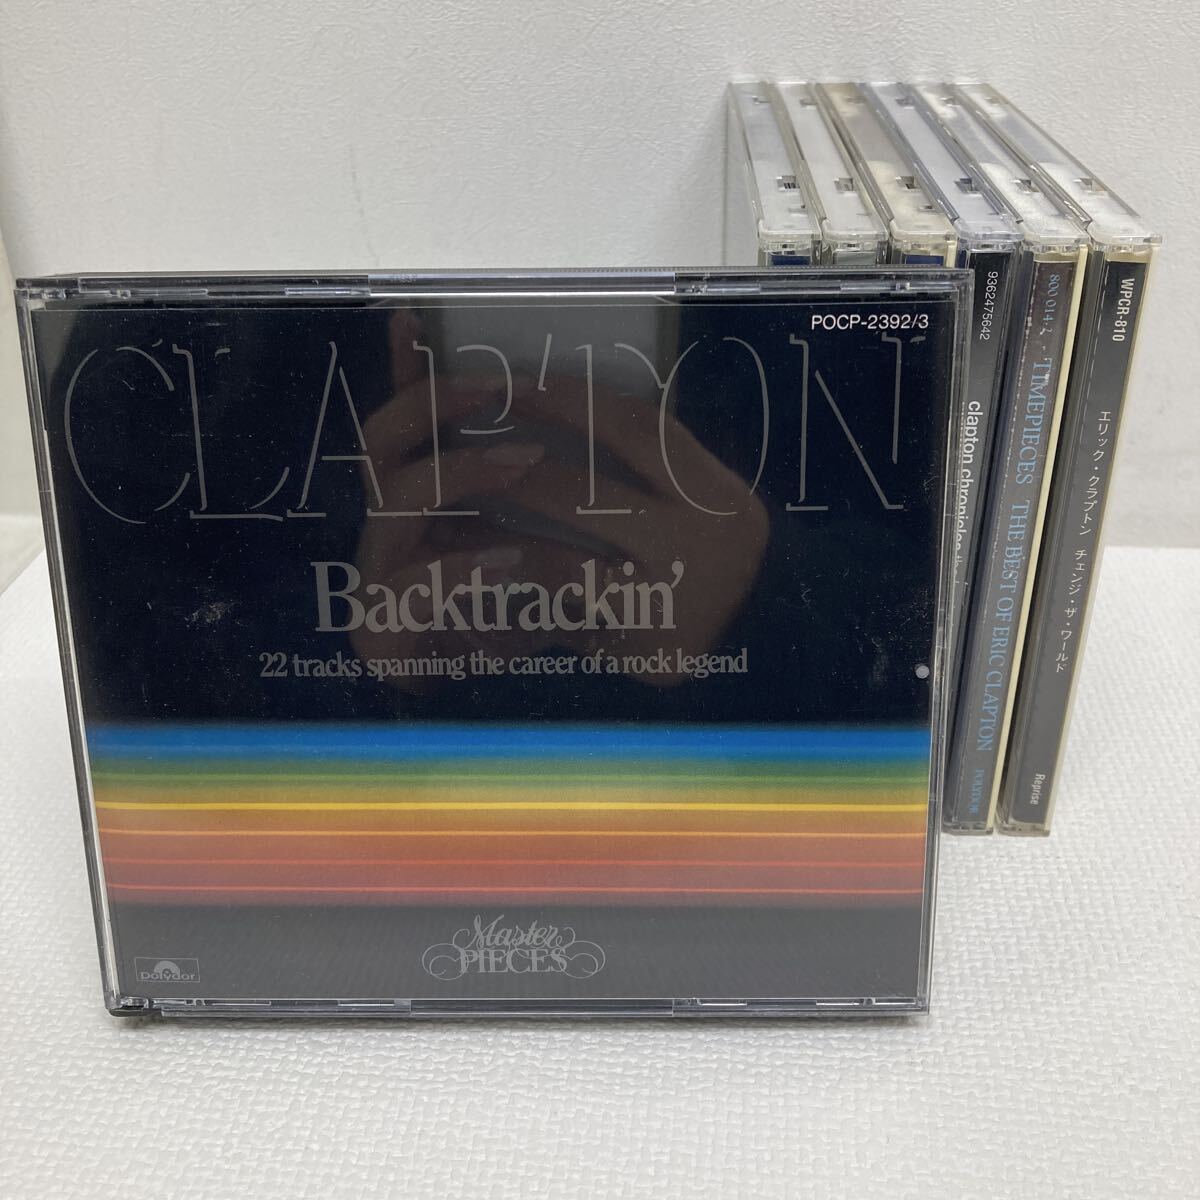 POCP-2392/3
CLAPTON
Backtrackin'
22 tracks spanning the career of a rock legend
Master
PIECES
Polydor
9362475642
clapton chronicles the
800 014-2 TIMEPIECES THE BEST OF ERIC CLAPTON POLYDOR
WPCR-810 エリック・クラプトン チェンジ・ザ・ワールド Reprise